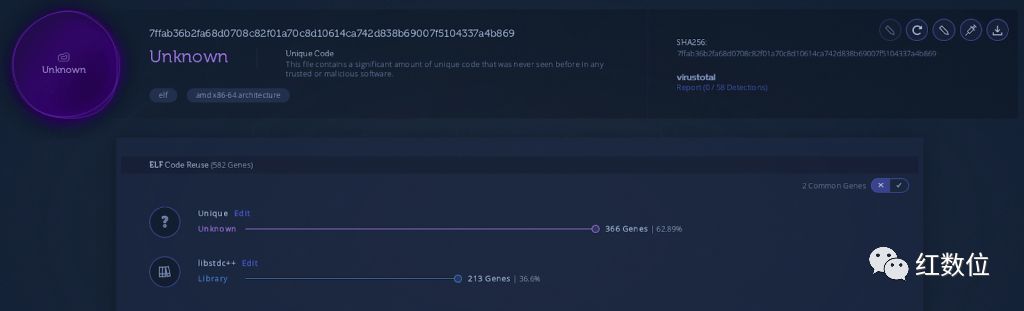 7ffab36b2fa68d0708c82f01a70c8d10614ca742d838b69007f5104337a4b869
Unknown
Unknown
Unique Code
This file contains a significant amount of unique code that was never seen before in any
trusted or malicious software.
elf
amd x86-64 architecture
SHA256:
7ffab36b2fa68d0708c82f01a70c8d10614ca742d838b69007f5104337a4b869
virustotal
Report (0 / 58 Detections)
ELF Code Reuse (582 Genes)
2 Common Genes
Unique Edit
Unknown 366 Genes | 62.89%
libstdc++ Edit
Library 213 Genes | 36.6%
红数位